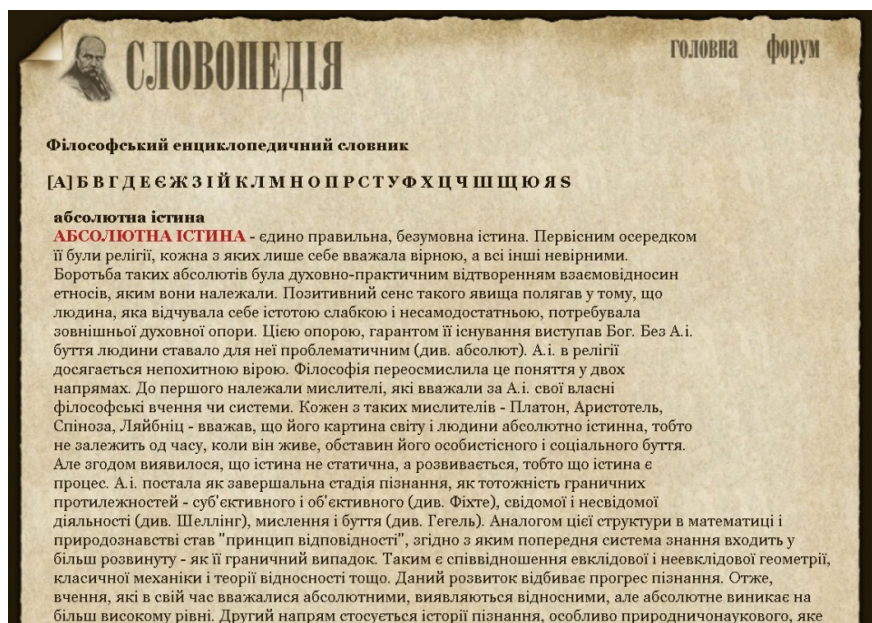 СЛОВОПЕДІЯ
головна форум
Філософський енциклопедичний словник
[А] Б В Г Д Е Є Ж З І Й К Л М Н О П Р С Т У Ф Х Ц Ч Ш Щ Ю Я S
абсолютна істина
АБСОЛЮТНА ІСТИНА - єдино правильна, безумовна істина. Первісним осередком
її були релігії, кожна з яких лише себе вважала вірною, а всі інші невірними.
Боротьба таких абсолютів була духовно-практичним відтворенням взаємовідносин
етносів, яким вони належали. Позитивний сенс такого явища полягав у тому, що
людина, яка відчувала себе істотою слабкою і несамодостатньою, потребувала
зовнішньої духовної опори. Цією опорою, гарантом її існування виступав Бог. Без А.і.
буття людини ставало для неї проблематичним (див. абсолют). А.і. в релігії
досягається непохитною вірою. Філософія переосмислила це поняття у двох
напрямах. До першого належали мислителі, які вважали за А.і. свої власні
філософські вчення чи системи. Кожен з таких мислителів - Платон, Аристотель,
Спіноза, Ляйбніц - вважав, що його картина світу і людини абсолютно істинна, тобто
не залежить од часу, коли він живе, обставин його особистісного і соціального буття.
Але згодом виявилося, що істина не статична, а розвивається, тобто що істина є
процес. А.і. постала як завершальна стадія пізнання, як тотожність граничних
протилежностей - суб'єктивного і об'єктивного (див. Фіхте), свідомої і несвідомої
діяльності (див. Шеллінг), мислення і буття (див. Гегель). Аналогом цієї структури в математиці і
природознавстві став "принцип відповідності", згідно з яким попередня система знання входить у
більш розвинуту - як її граничний випадок. Таким є співвідношення евклідової і неевклідової геометрії,
класичної механіки і теорії відносності тощо. Даний розвиток відбиває прогрес пізнання. Отже,
вчення, які в свій час вважалися абсолютними, виявляються відносними, але абсолютне виникає на
більш високому рівні. Другий напрям стосується історії пізнання, особливо природничонаукового, яке